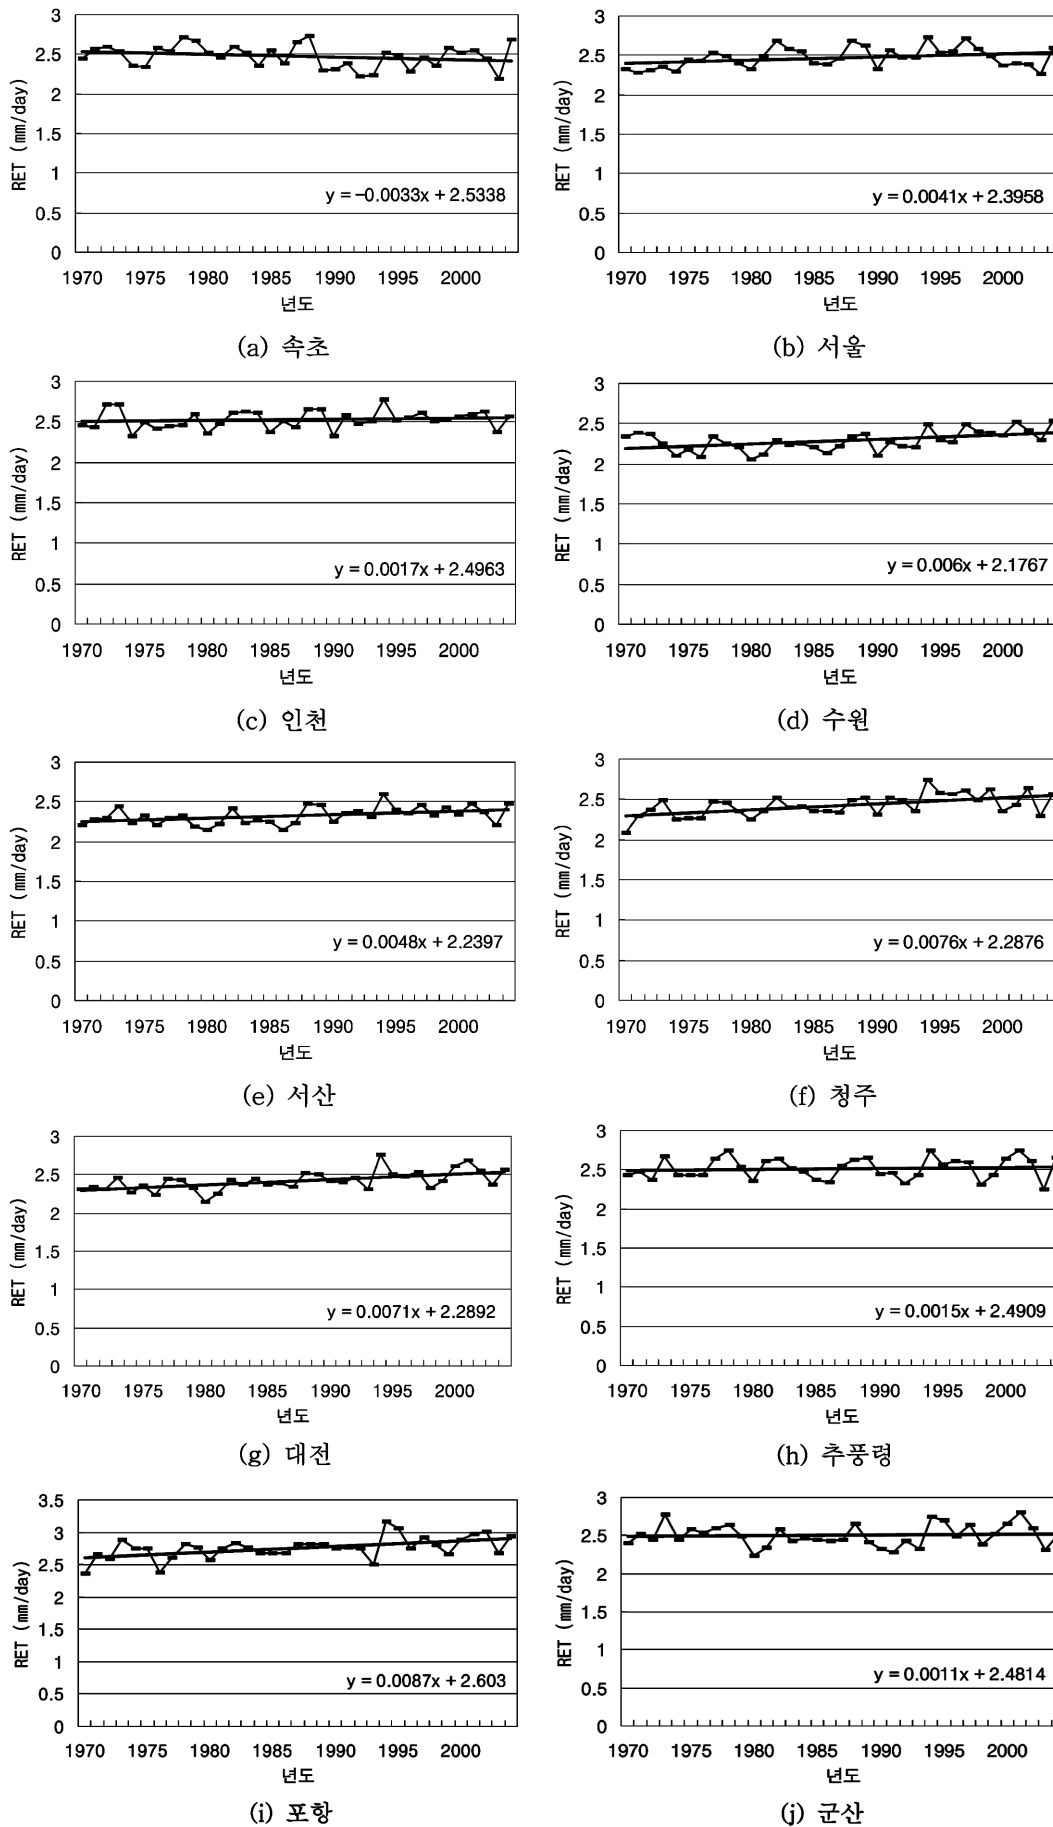 3
2.5
2
1.5
1
0.5
0
RET (mm/day)
y = −0.0033x + 2.5338
1970 1975 1980 1985 1990 1995 2000
년도
(a) 속초
3
2.5
2
1.5
1
0.5
0
RET (mm/day)
y = 0.0041x + 2.3958
1970 1975 1980 1985 1990 1995 2000
년도
(b) 서울
3
2.5
2
1.5
1
0.5
0
RET (mm/day)
y = 0.0017x + 2.4963
1970 1975 1980 1985 1990 1995 2000
년도
(c) 인천
3
2.5
2
1.5
1
0.5
0
RET (mm/day)
y = 0.006x + 2.1767
1970 1975 1980 1985 1990 1995 2000
년도
(d) 수원
3
2.5
2
1.5
1
0.5
0
RET (mm/day)
y = 0.0048x + 2.2397
1970 1975 1980 1985 1990 1995 2000
년도
(e) 서산
3
2.5
2
1.5
1
0.5
0
RET (mm/day)
y = 0.0076x + 2.2876
1970 1975 1980 1985 1990 1995 2000
년도
(f) 청주
3
2.5
2
1.5
1
0.5
0
RET (mm/day)
y = 0.0071x + 2.2892
1970 1975 1980 1985 1990 1995 2000
년도
(g) 대전
3
2.5
2
1.5
1
0.5
0
RET (mm/day)
y = 0.0015x + 2.4909
1970 1975 1980 1985 1990 1995 2000
년도
(h) 추풍령
3.5
3
2.5
2
1.5
1
0.5
0
RET (mm/day)
y = 0.0087x + 2.603
1970 1975 1980 1985 1990 1995 2000
년도
(i) 포항
3
2.5
2
1.5
1
0.5
0
RET (mm/day)
y = 0.0011x + 2.4814
1970 1975 1980 1985 1990 1995 2000
년도
(j) 군산